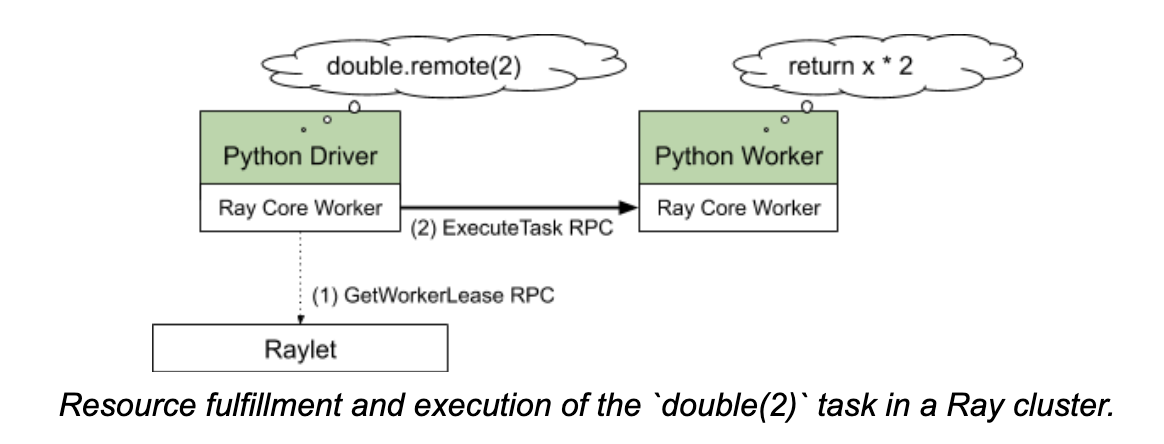 double.remote(2)
return x * 2
Python Driver
Python Worker
Ray Core Worker
Ray Core Worker
(2) ExecuteTask RPC
(1) GetWorkerLease RPC
Raylet
Resource fulfillment and execution of the `double(2)` task in a Ray cluster.